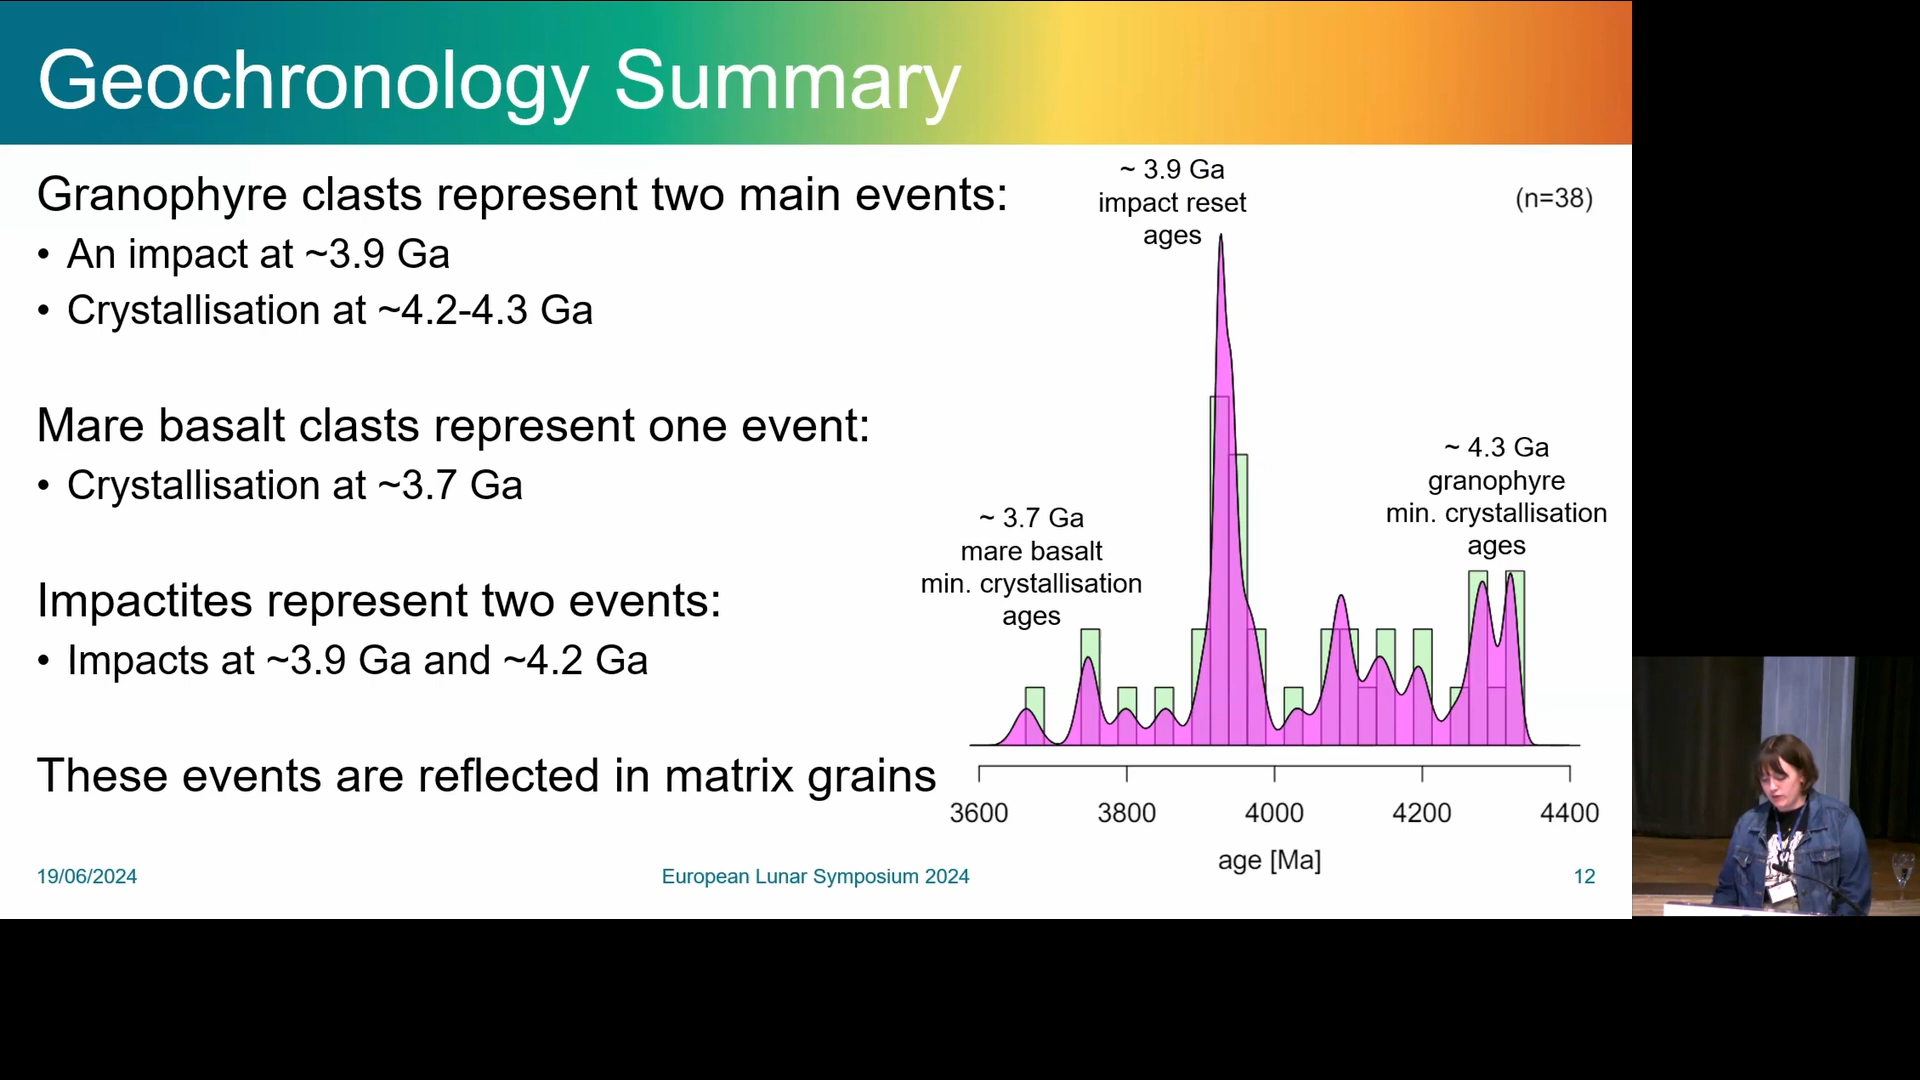 Geochronology Summary
Granophyre clasts represent two main events:
• An impact at ~3.9 Ga
• Crystallisation at ~4.2-4.3 Ga
Mare basalt clasts represent one event:
• Crystallisation at ~3.7 Ga
Impactites represent two events:
• Impacts at ~3.9 Ga and ~4.2 Ga
These events are reflected in matrix grains
~ 3.9 Ga
impact reset
ages
(n=38)
~ 4.3 Ga
granophyre
min. crystallisation
ages
~ 3.7 Ga
mare basalt
min. crystallisation
ages
3600 3800 4000 4200 4400
age [Ma]
19/06/2024
European Lunar Symposium 2024
12